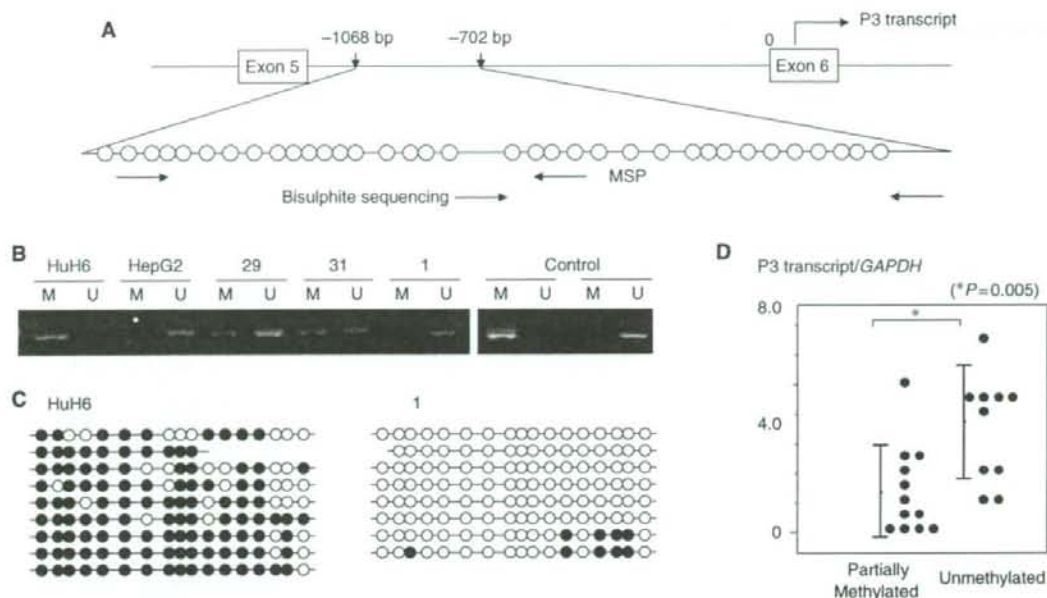 A
−1068 bp
−702 bp
0
P3 transcript
Exon 5
Exon 6
MSP
Bisulphite sequencing
B
HuH6 HepG2 29 31 1 Control
M U M U M U M U M U M U M U
C
HuH6 1
D
P3 transcript/GAPDH
(*P=0.005)
*
8.0
4.0
0
Partially
Methylated
Unmethylated